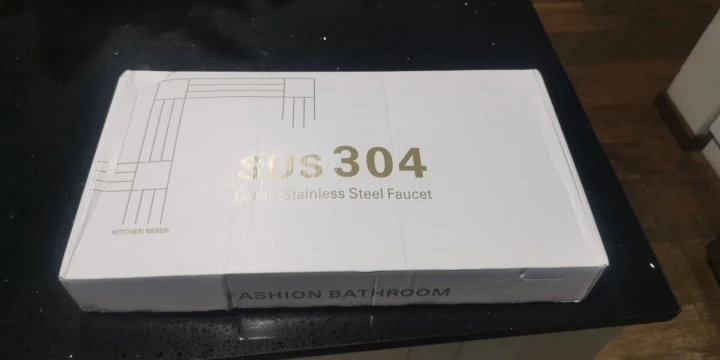 SUS 304
Stainless Steel Faucet
KITCHEN MIXER
FASHION BATHROOM